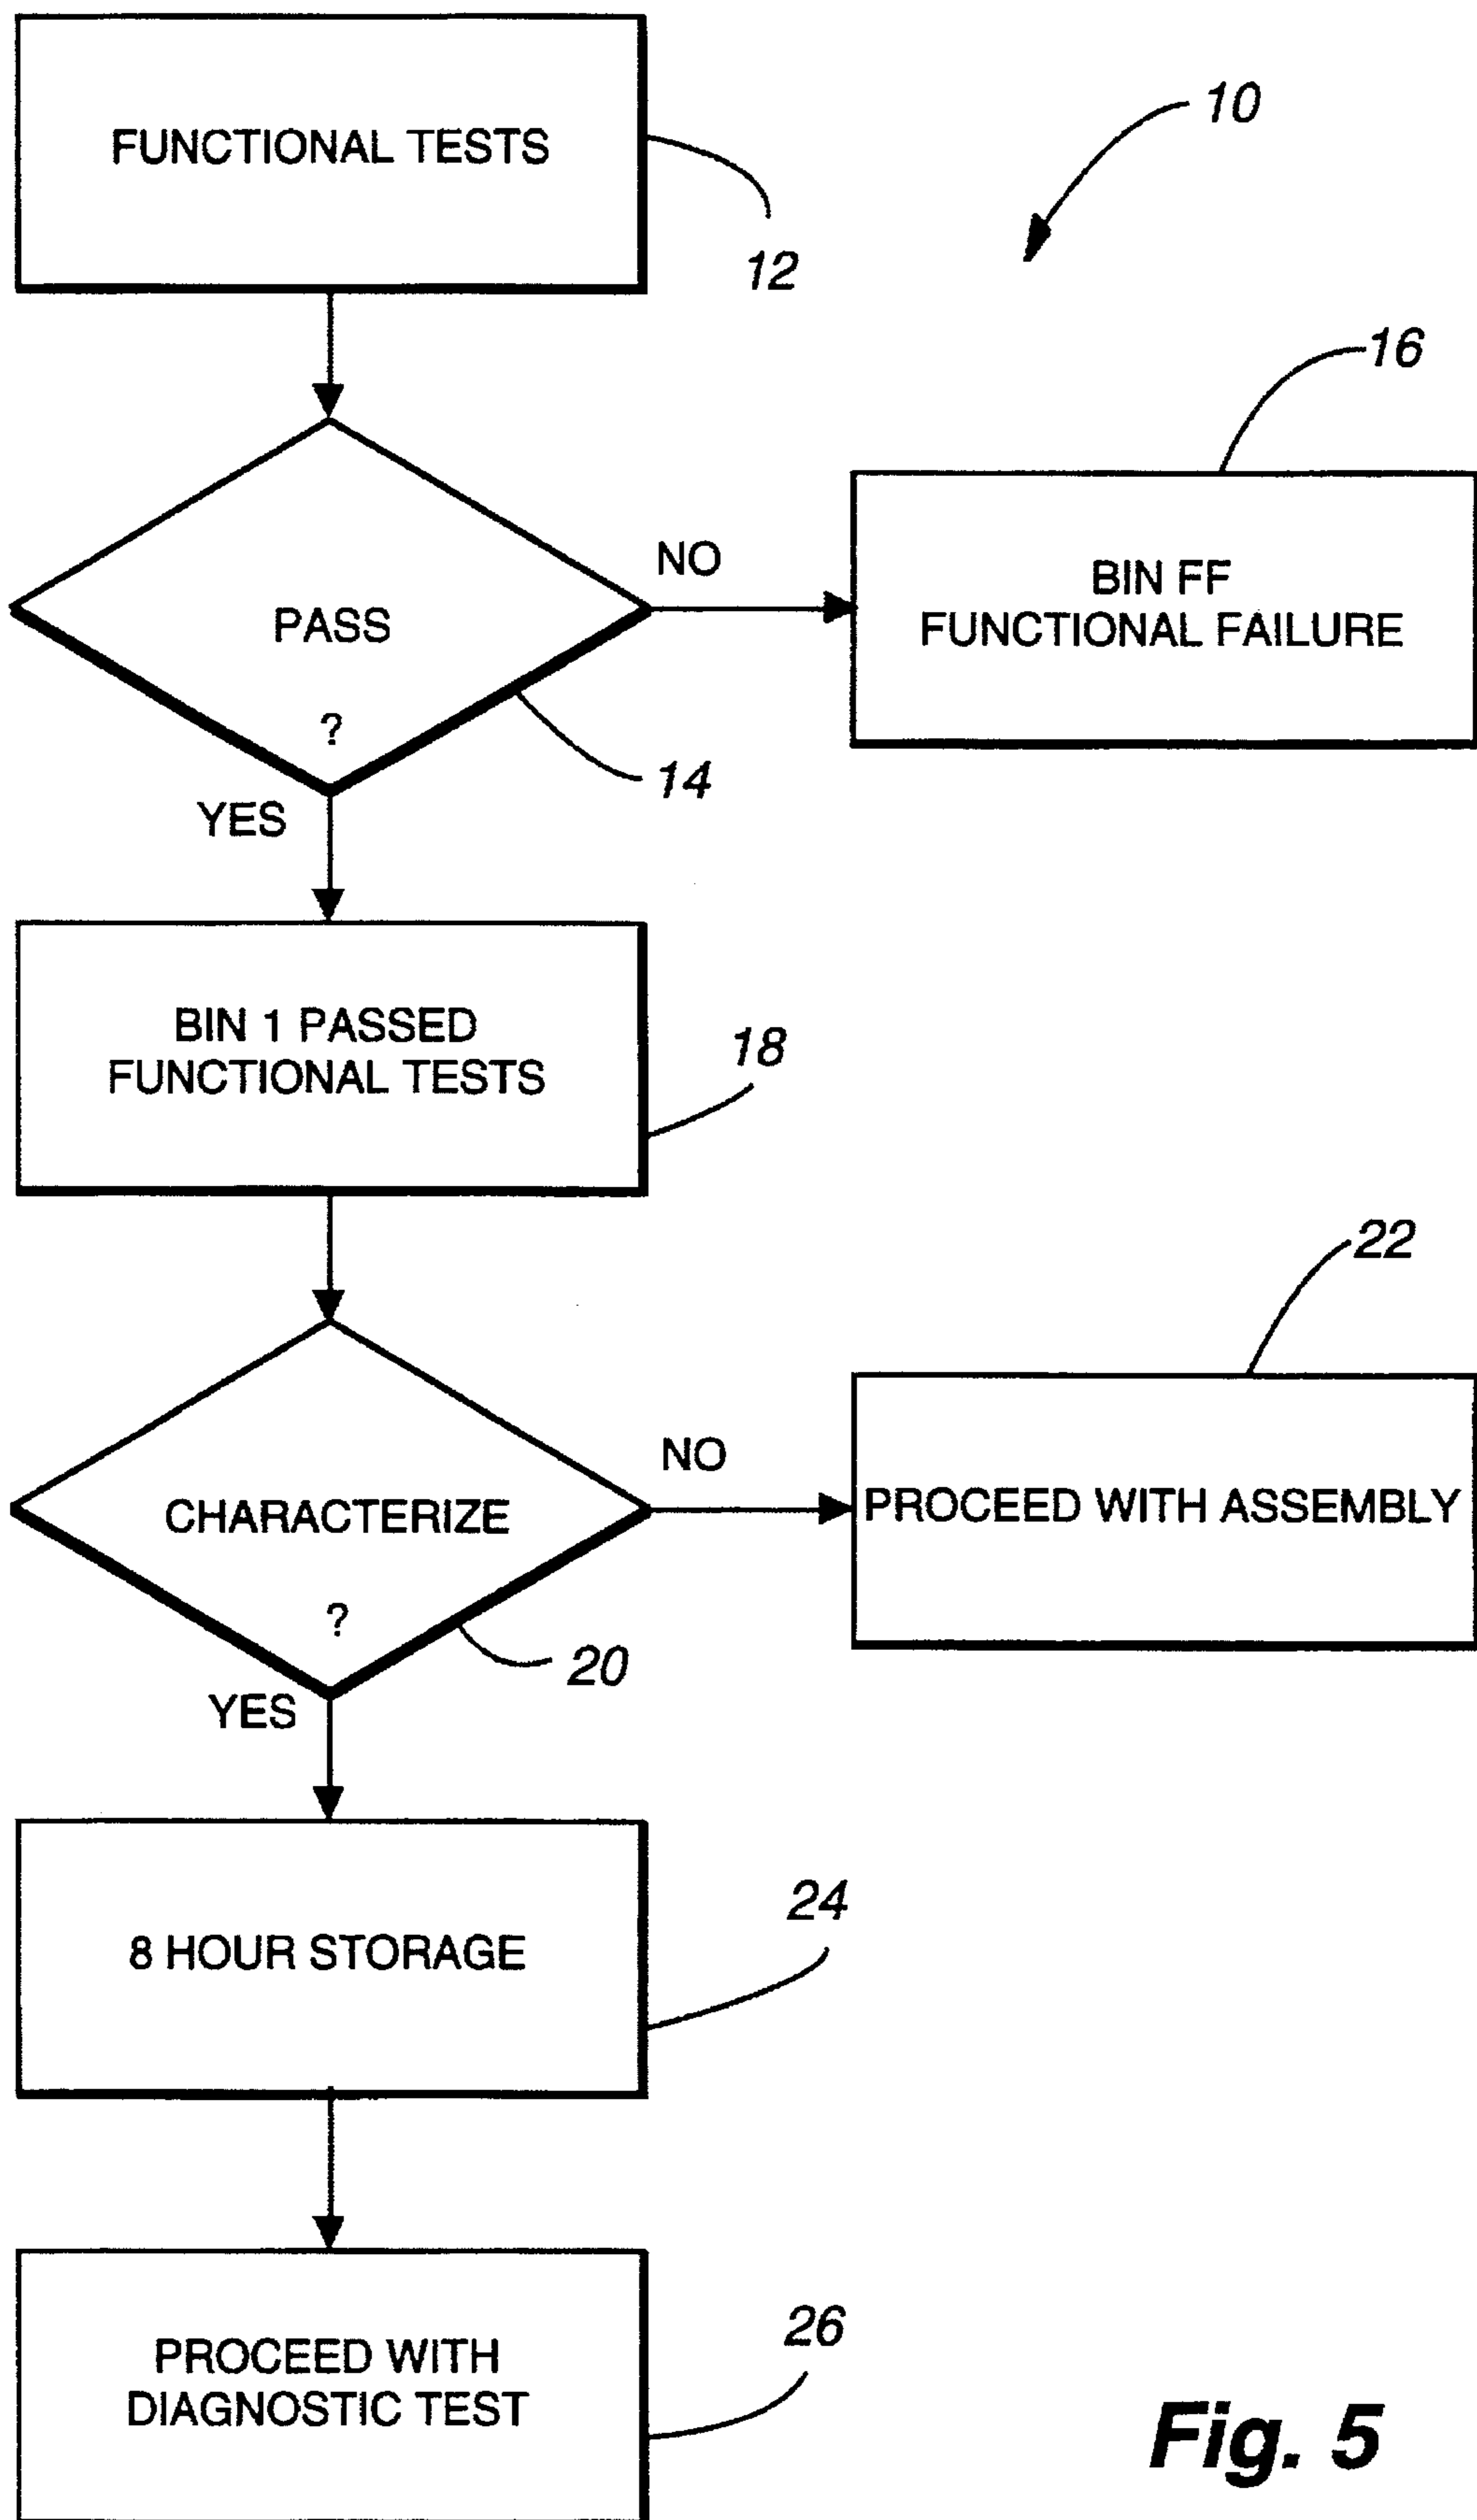 FUNCTIONAL TESTS
10
12
16
NO
BIN FF
FUNCTIONAL FAILURE
PASS
?
14
YES
BIN 1 PASSED
FUNCTIONAL TESTS
18
22
NO
PROCEED WITH ASSEMBLY
CHARACTERIZE
?
20
YES
24
8 HOUR STORAGE
26
PROCEED WITH
DIAGNOSTIC TEST
Fig. 5